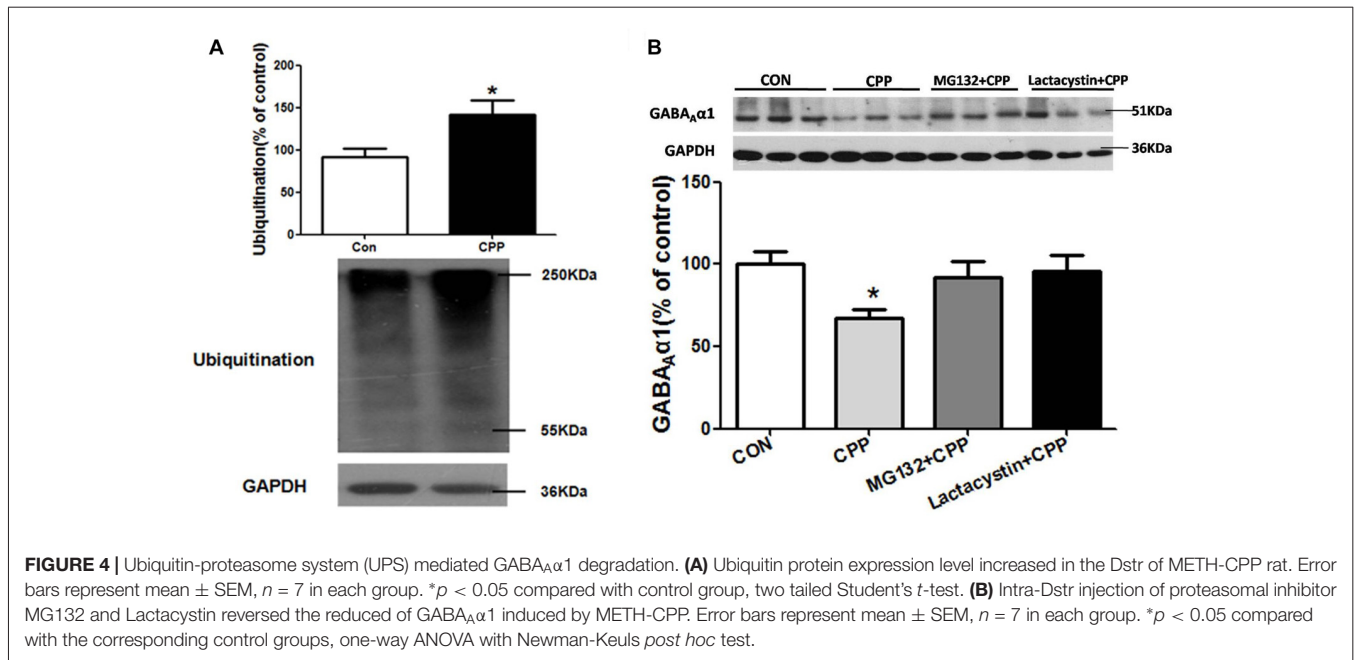 A
Ubiquitination(% of control)
200
150
100
50
0
*
Con CPP
250KDa
Ubiquitination
55KDa
GAPDH
36KDa
B
CON CPP MG132+CPP Lactacystin+CPP
GABAAα1
51KDa
GAPDH
36KDa
GABAAα1(% of control)
150
100
50
0
*
CON CPP MG132+CPP Lactacystin+CPP
FIGURE 4 | Ubiquitin-proteasome system (UPS) mediated GABAAα1 degradation. (A) Ubiquitin protein expression level increased in the Dstr of METH-CPP rat. Error
bars represent mean ± SEM, n = 7 in each group. *p < 0.05 compared with control group, two tailed Student's t-test. (B) Intra-Dstr injection of proteasomal inhibitor
MG132 and Lactacystin reversed the reduced of GABAAα1 induced by METH-CPP. Error bars represent mean ± SEM, n = 7 in each group. *p < 0.05 compared
with the corresponding control groups, one-way ANOVA with Newman-Keuls post hoc test.